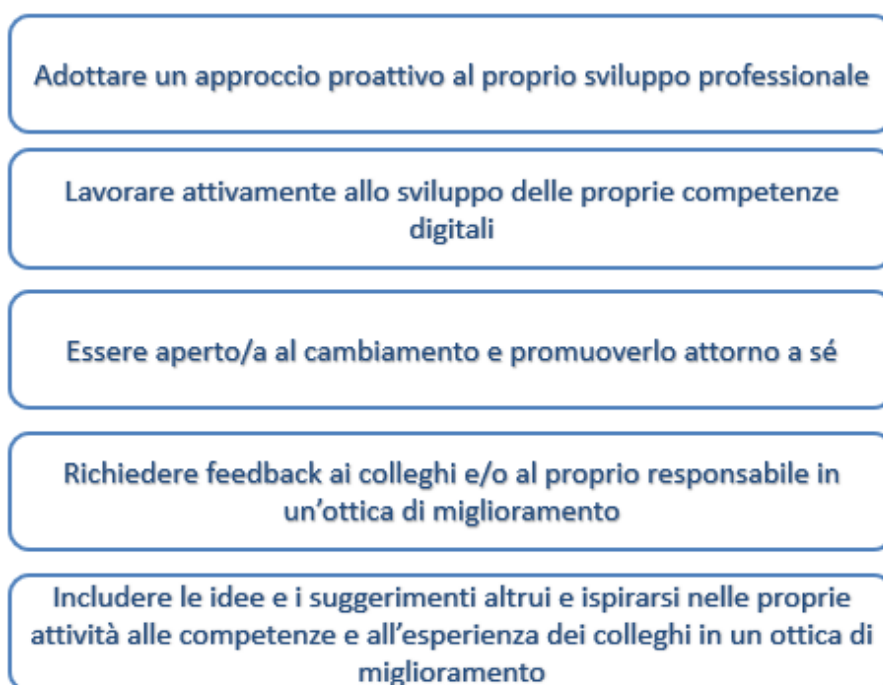 Adottare un approccio proattivo al proprio sviluppo professionale
Lavorare attivamente allo sviluppo delle proprie competenze
digitali
Essere aperto/a al cambiamento e promuoverlo attorno a sé
Richiedere feedback ai colleghi e/o al proprio responsabile in
un’ottica di miglioramento
Includere le idee e i suggerimenti altrui e ispirarsi nelle proprie
attività alle competenze e all’esperienza dei colleghi in un ottica di
miglioramento